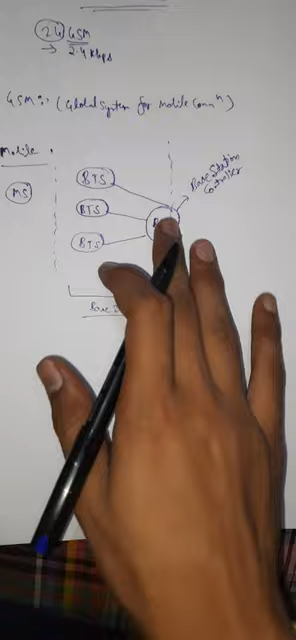 2G GSM
→ 2.4 Kbps
GSM :- (Global System for Mobile Commⁿ)
Mobile
MS
BTS
BTS
BTS
Base Station
Controller
Base